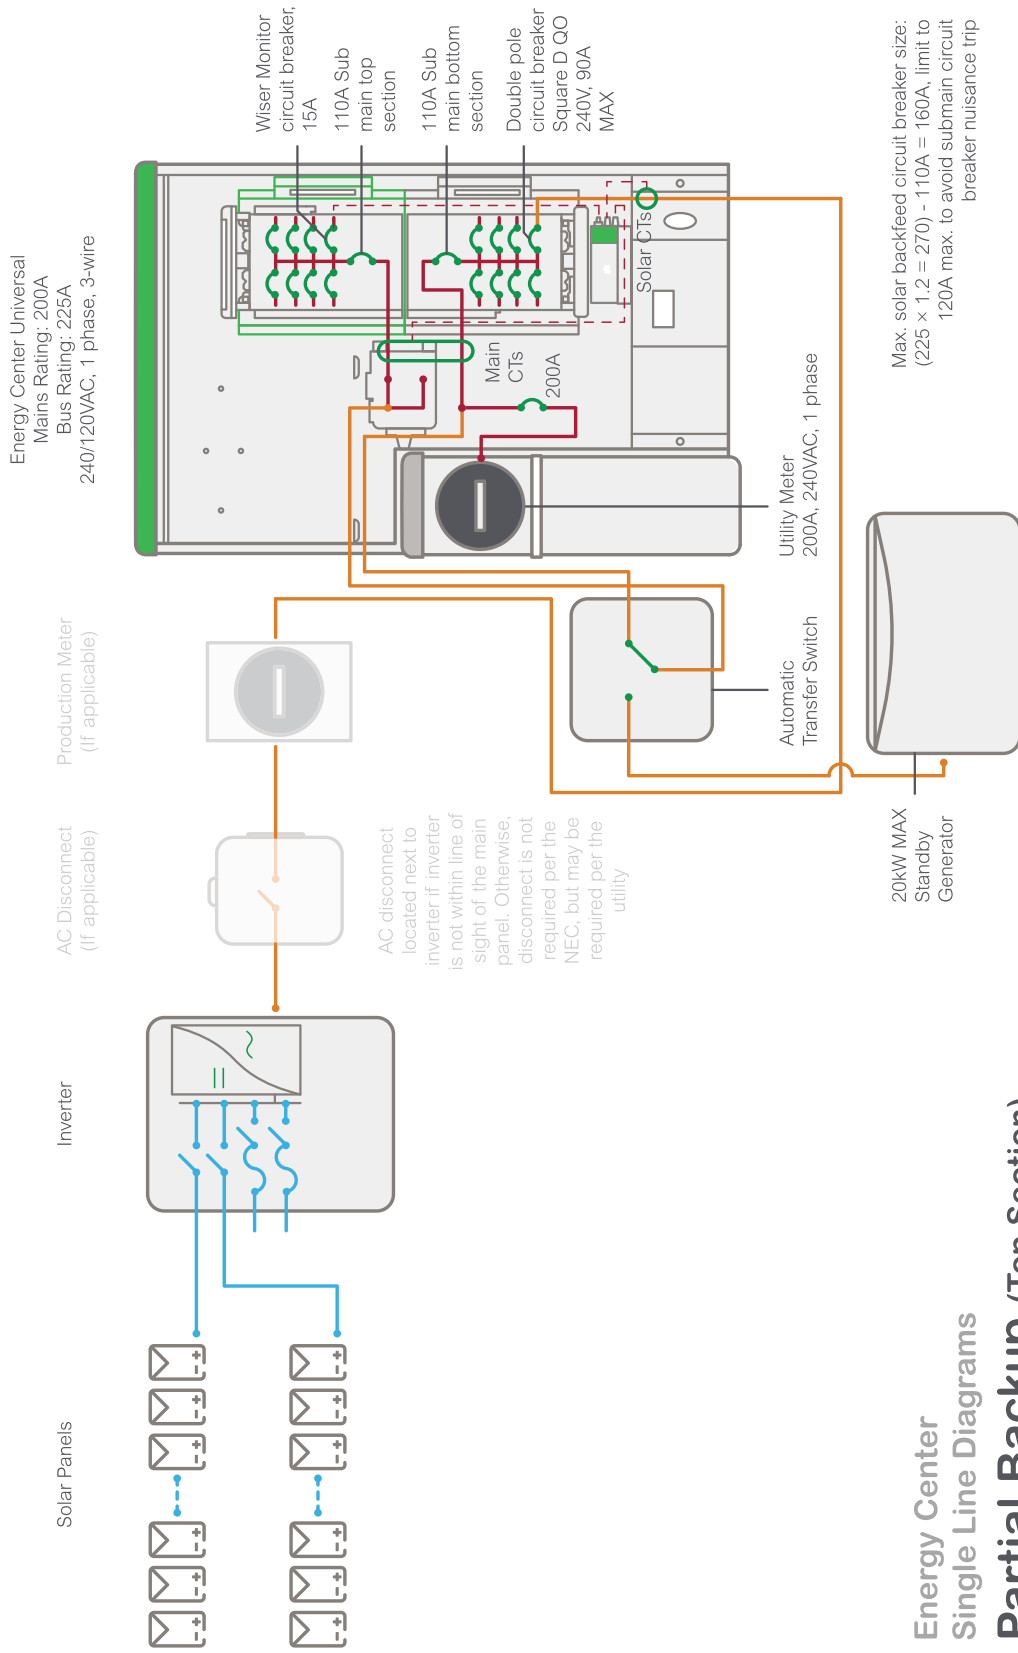 Energy Center
Single Line Diagrams
Partial Backup (Top Section)
Solar Panels
Inverter
AC Disconnect
(If applicable)
AC disconnect
located next to
inverter if inverter
is not within line of
sight of the main
panel. Otherwise,
disconnect is not
required per the
NEC, but may be
required per the
utility
Production Meter
(If applicable)
Energy Center Universal
Mains Rating: 200A
Bus Rating: 225A
240/120VAC, 1 phase, 3-wire
Wiser Monitor
circuit breaker,
15A
110A Sub
main top
section
110A Sub
main bottom
section
Double pole
circuit breaker
Square D QO
240V, 90A
MAX
Main
CTs
200A
Solar CTs
Utility Meter
200A, 240VAC, 1 phase
Automatic
Transfer Switch
20kW MAX
Standby
Generator
Max. solar backfeed circuit breaker size:
(225 × 1.2 = 270) - 110A = 160A, limit to
120A max. to avoid submain circuit
breaker nuisance trip